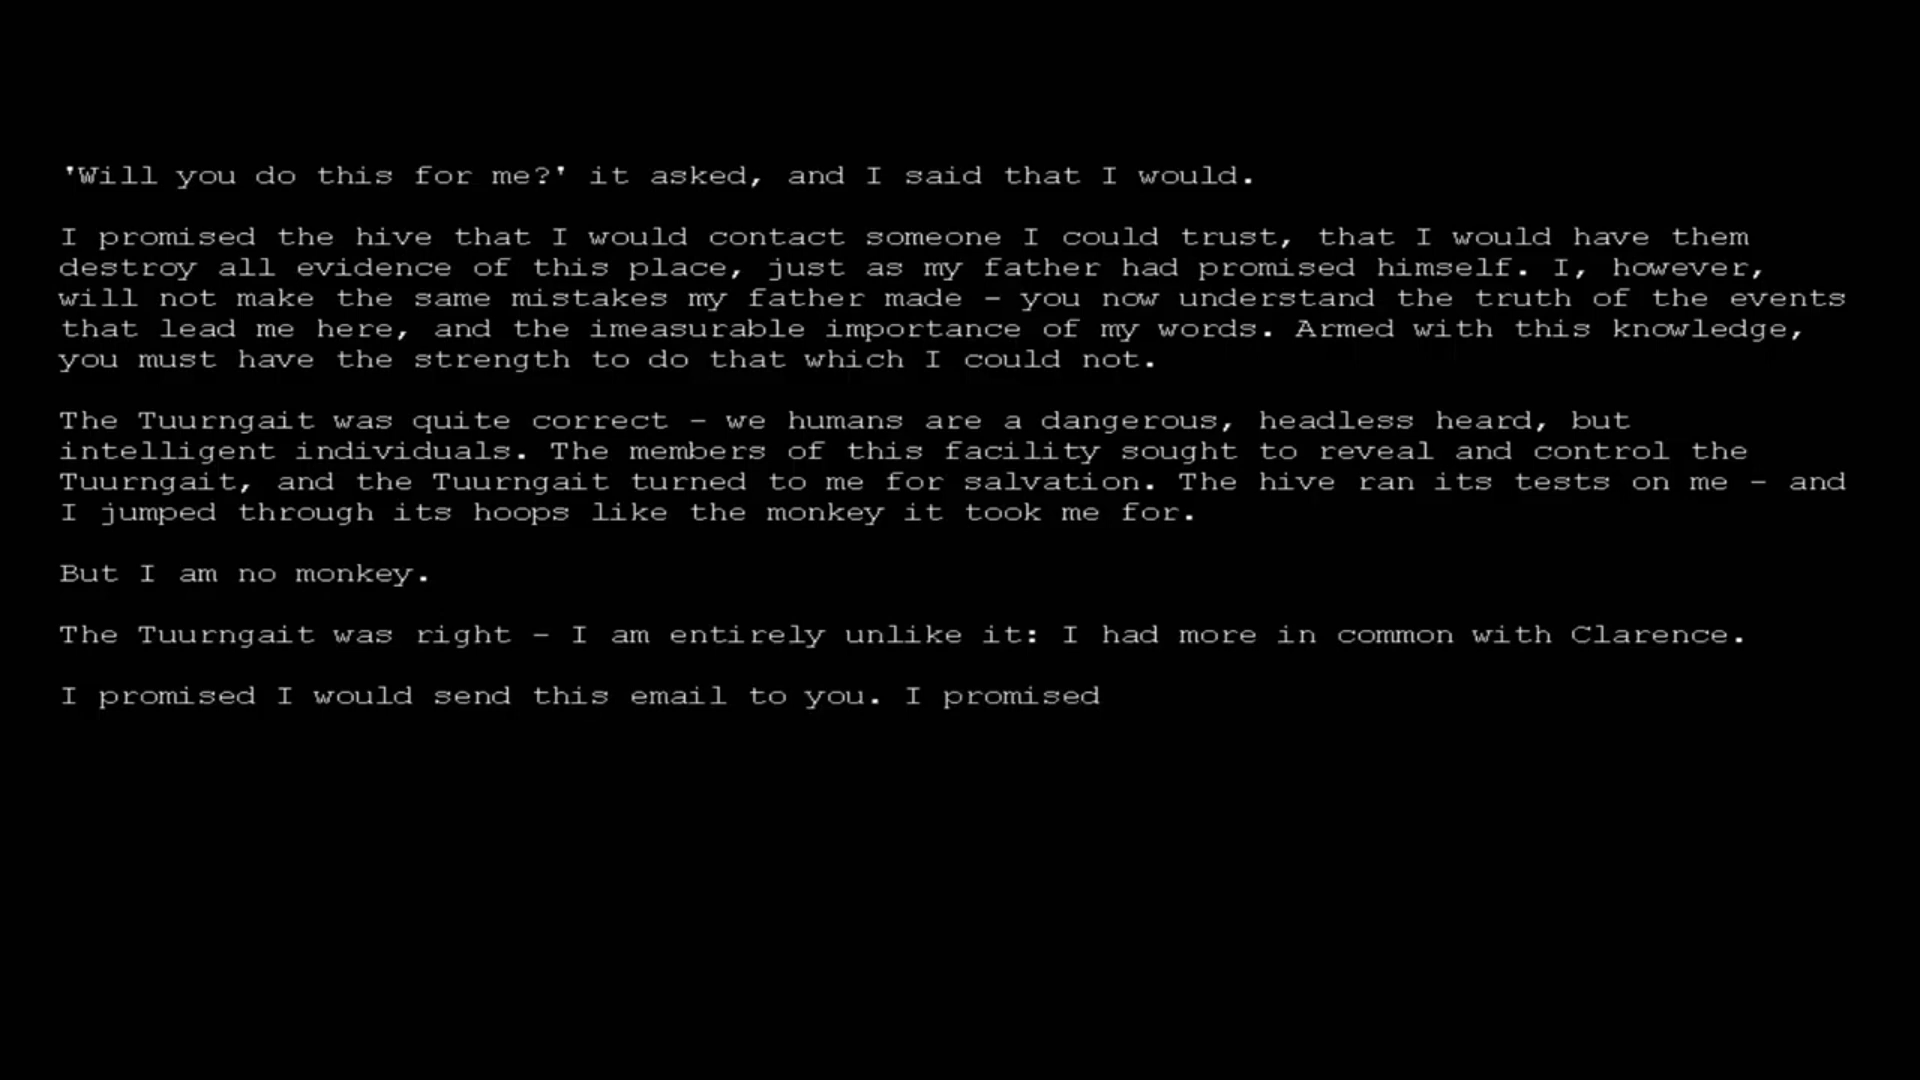 'Will you do this for me?' it asked, and I said that I would.
I promised the hive that I would contact someone I could trust, that I would have them
destroy all evidence of this place, just as my father had promised himself. I, however,
will not make the same mistakes my father made - you now understand the truth of the events
that lead me here, and the imeasurable importance of my words. Armed with this knowledge,
you must have the strength to do that which I could not.
The Tuurngait was quite correct - we humans are a dangerous, headless heard, but
intelligent individuals. The members of this facility sought to reveal and control the
Tuurngait, and the Tuurngait turned to me for salvation. The hive ran its tests on me - and
I jumped through its hoops like the monkey it took me for.
But I am no monkey.
The Tuurngait was right - I am entirely unlike it: I had more in common with Clarence.
I promised I would send this email to you. I promised